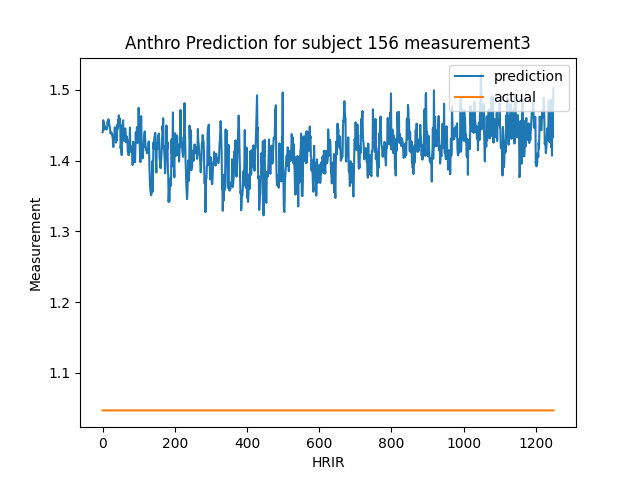 Anthro Prediction for subject 156 measurement3
prediction
actual
1.5
1.4
1.3
1.2
1.1
Measurement
0
200
400
600
800
1000
1200
HRIR